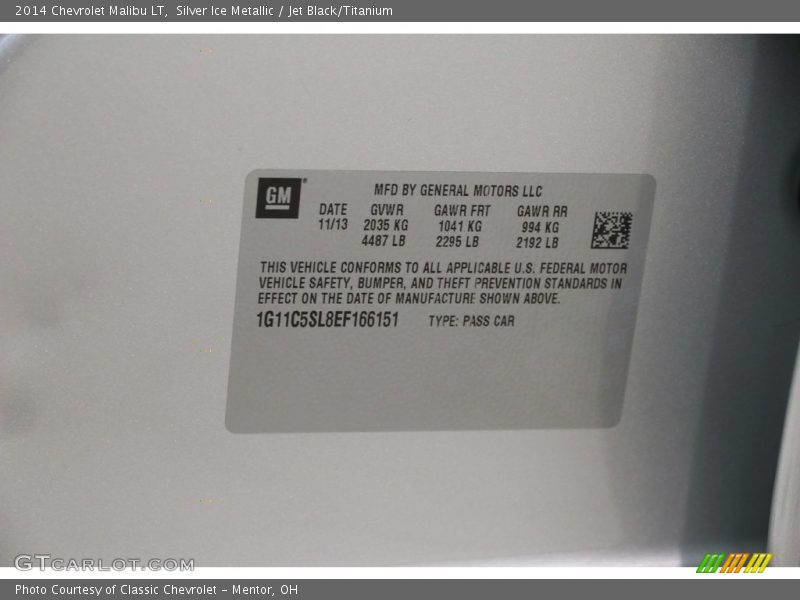 2014 Chevrolet Malibu LT,  Silver Ice Metallic / Jet Black/Titanium
GM
MFD BY GENERAL MOTORS LLC
DATE GVWR GAWR FRT GAWR RR
11/13 2035 KG 1041 KG 994 KG
4487 LB 2295 LB 2192 LB
THIS VEHICLE CONFORMS TO ALL APPLICABLE U.S. FEDERAL MOTOR
VEHICLE SAFETY, BUMPER, AND THEFT PREVENTION STANDARDS IN
EFFECT ON THE DATE OF MANUFACTURE SHOWN ABOVE.
1G11C5SL8EF166151 TYPE: PASS CAR
GTCARLOT.COM
Photo Courtesy of Classic Chevrolet - Mentor, OH